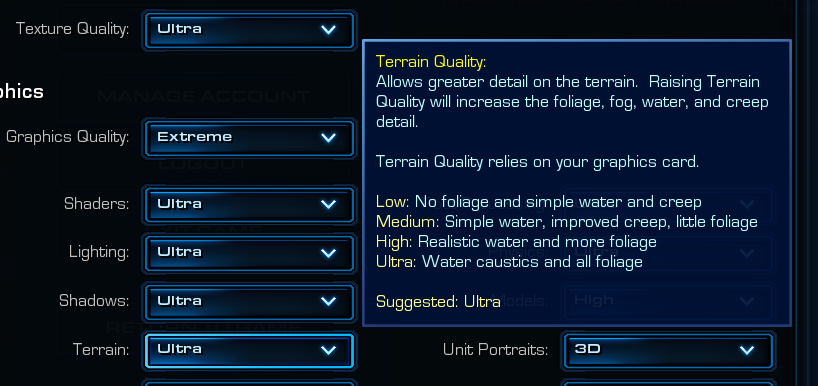 Texture Quality: Ultra
Terrain Quality:
Allows greater detail on the terrain. Raising Terrain
Quality will increase the foliage, fog, water, and creep
detail.
Terrain Quality relies on your graphics card.
Low: No foliage and simple water and creep
Medium: Simple water, improved creep, little foliage
High: Realistic water and more foliage
Ultra: Water caustics and all foliage
Suggested: Ultra
phics
MANAGE ACCOUNT
Graphics Quality: Extreme
LOGOUT
Shaders: Ultra
Lighting: Ultra
Shadows: Ultra
Models: High
Terrain: Ultra
Unit Portraits: 3D